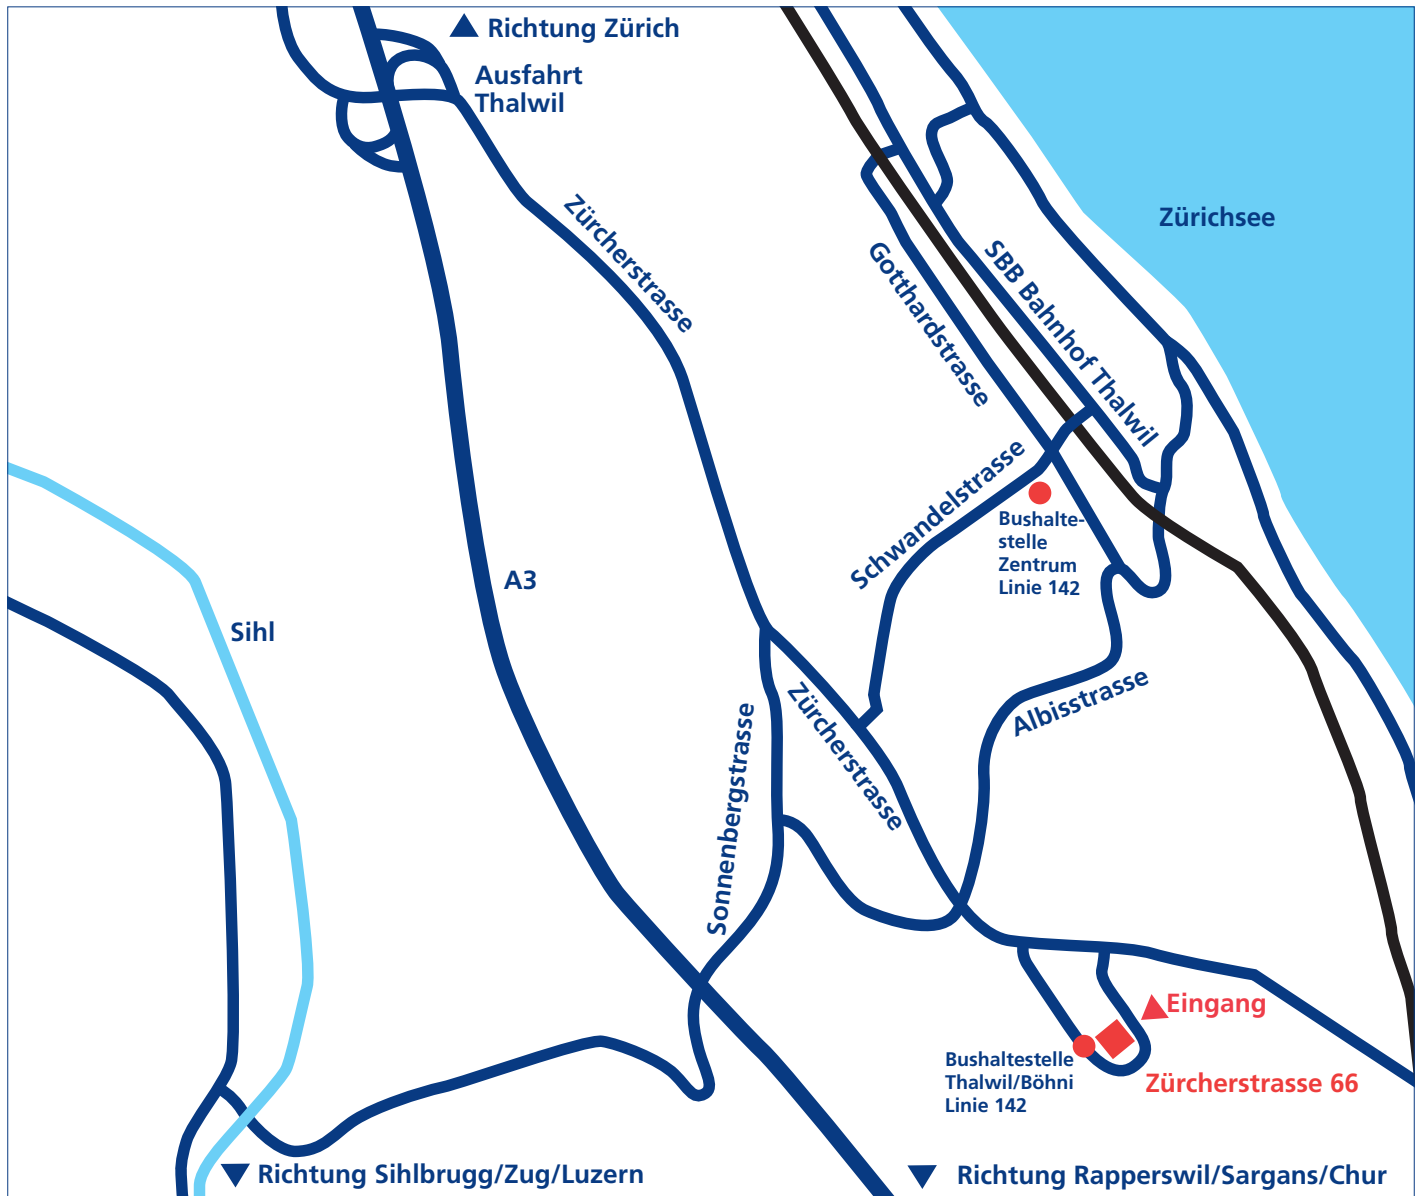 Richtung Zürich
Ausfahrt
Thalwil
Zürichsee
Zürcherstrasse
SBB Bahnhof Thalwil
Gotthardstrasse
Schwandelstrasse
Bushalte-
stelle
Zentrum
Linie 142
A3
Sihl
Albisstrasse
Zürcherstrasse
Sonnenbergstrasse
Eingang
Bushaltestelle
Thalwil/Böhni
Linie 142
Zürcherstrasse 66
Richtung Sihlbrugg/Zug/Luzern
Richtung Rapperswil/Sargans/Chur